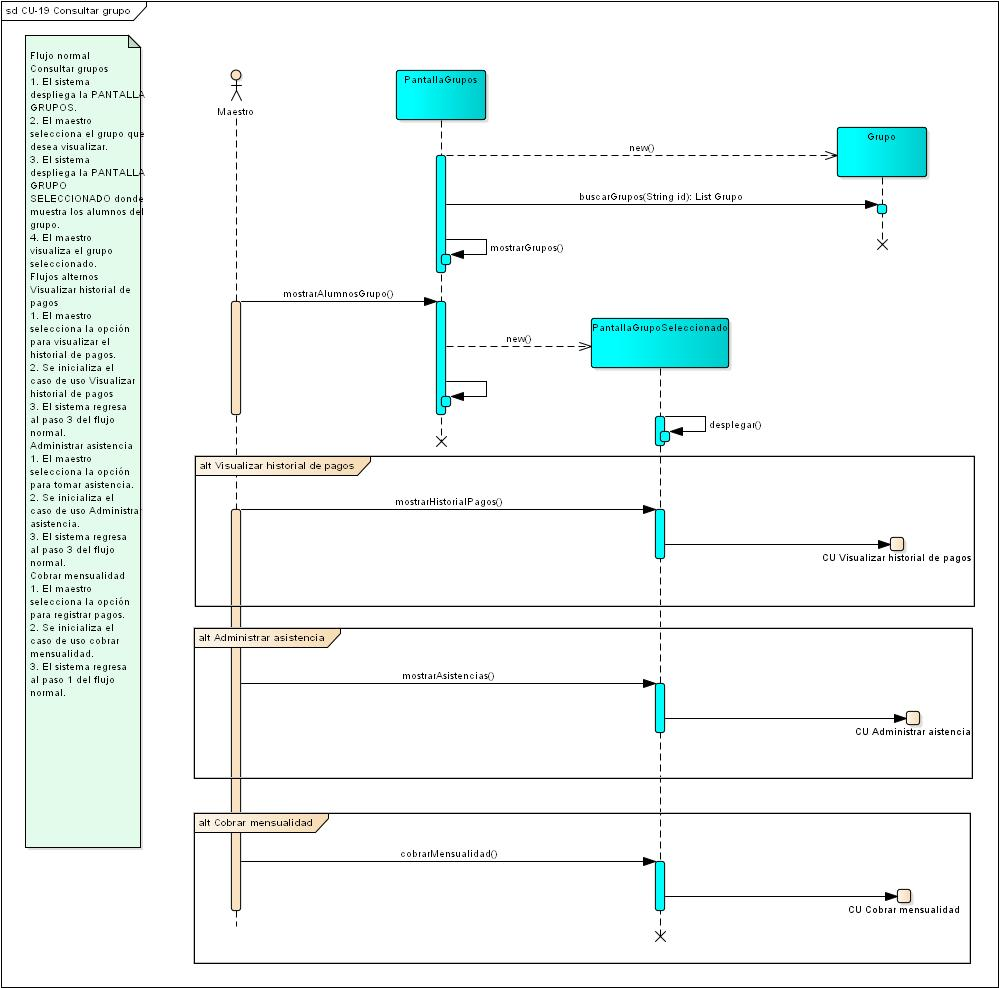 sd CU-19 Consultar grupo
Flujo normal
Consultar grupos
1. El sistema
despliega la PANTALLA
GRUPOS.
2. El maestro
selecciona el grupo que
desea visualizar.
3. El sistema
despliega la PANTALLA
GRUPO
SELECCIONADO donde
muestra los alumnos del
grupo.
4. El maestro
visualiza el grupo
seleccionado.
Flujos alternos
Visualizar historial de
pagos
1. El maestro
selecciona la opción
para visualizar el
historial de pagos.
2. Se inicializa el
caso de uso Visualizar
historial de pagos
3. El sistema regresa
al paso 3 del flujo
normal.
Administrar asistencia
1. El maestro
selecciona la opción
para tomar asistencia.
2. Se inicializa el
caso de uso Administrar
asistencia.
3. El sistema regresa
al paso 3 del flujo
normal.
Cobrar mensualidad
1. El maestro
selecciona la opción
para registrar pagos.
2. Se inicializa el
caso de uso cobrar
mensualidad.
3. El sistema regresa
al paso 1 del flujo
normal.
Maestro
PantallaGrupos
Grupo
new()
buscarGrupos(String id): List Grupo
mostrarGrupos()
mostrarAlumnosGrupo()
PantallaGrupoSeleccionado
new()
desplegar()
alt Visualizar historial de pagos
mostrarHistorialPagos()
CU Visualizar historial de pagos
alt Administrar asistencia
mostrarAsistencias()
CU Administrar aistencia
alt Cobrar mensualidad
cobrarMensualidad()
CU Cobrar mensualidad